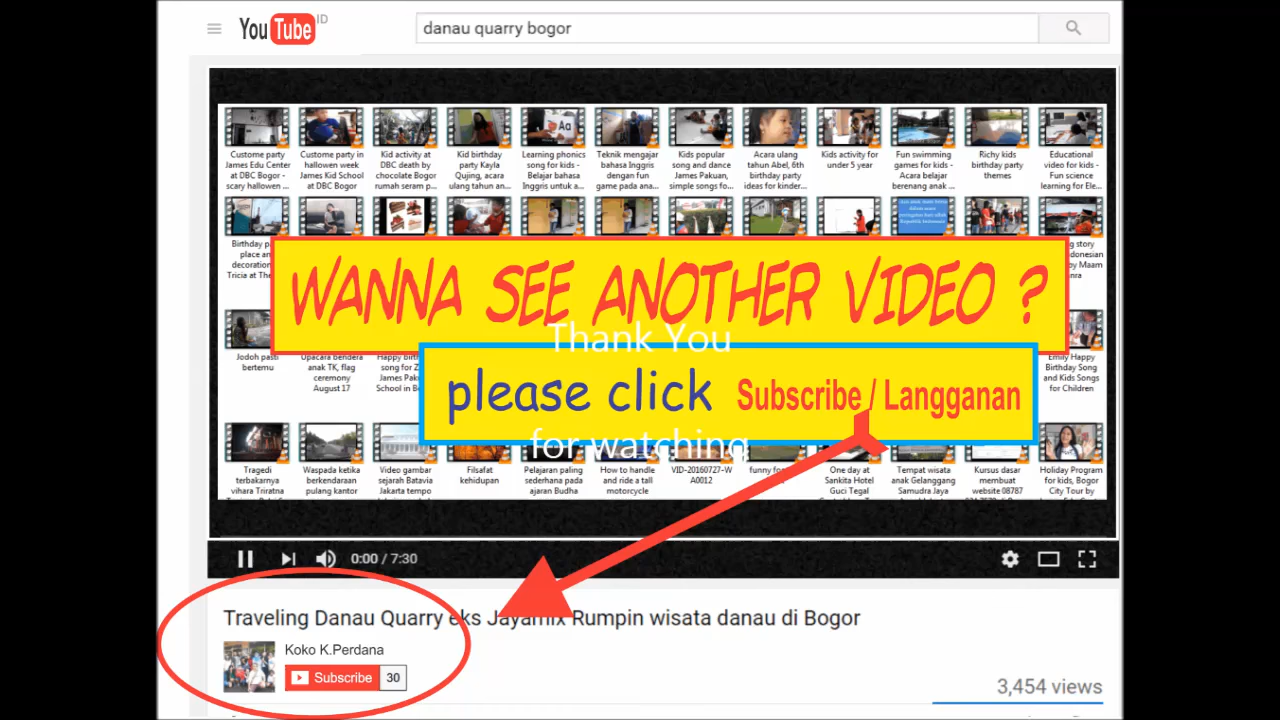 YouTube ID
danau quarry bogor
Custome party James Edu Center at DBC Bogor - scary hallowen ...
Custome party in hallowen week James Kid School at DBC Bogor
Kid activity at DBC death by chocolate Bogor rumah seram p...
Kid birthday party Kayla Qujing, acara ulang tahun an...
Learning phonics song for kids - Belajar bahasa Inggris untuk a...
Teknik mengajar bahasa Inggris dengan fun game pada ana...
Kids popular song and dance James Pakuan, simple songs fo...
Acara ulang tahun Abel, 6th birthday party ideas for kinder...
Kids activity for under 5 year
Fun swimming games for kids - Acara belajar berenang anak ...
Richy kids birthday party themes
Educational video for kids - Fun science learning for Ele...
WANNA SEE ANOTHER VIDEO ?
Thank You
please click Subscribe / Langganan
for watching
Jodoh pasti bertemu
Upacara bendera anak TK, flag ceremony August 17
Emily Happy Birthday Song and Kids Songs for Children
Tragedi terbakarnya vihara Triratna
Waspada ketika berkendaraan pulang kantor
Video gambar sejarah Batavia Jakarta tempo
Filsafat kehidupan
Pelajaran paling sederhana pada ajaran Budha
How to handle and ride a tall motorcycle
VID-20160727-WA0012
One day at Sankita Hotel Guci Tegal
Tempat wisata anak Gelanggang Samudra Jaya
Kursus dasar membuat website 08787
Holiday Program for kids, Bogor City Tour by
0:00 / 7:30
Traveling Danau Quarry eks Jayamix Rumpin wisata danau di Bogor
Koko K.Perdana
Subscribe 30
3,454 views